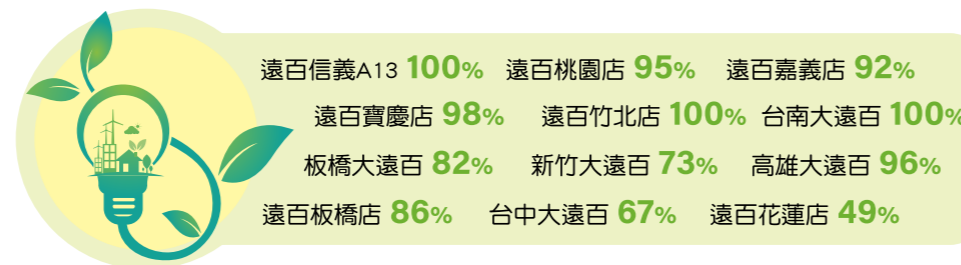 遠百信義A13 100% 遠百桃園店 95% 遠百嘉義店 92%
遠百寶慶店 98% 遠百竹北店 100% 台南大遠百 100%
板橋大遠百 82% 新竹大遠百 73% 高雄大遠百 96%
遠百板橋店 86% 台中大遠百 67% 遠百花蓮店 49%